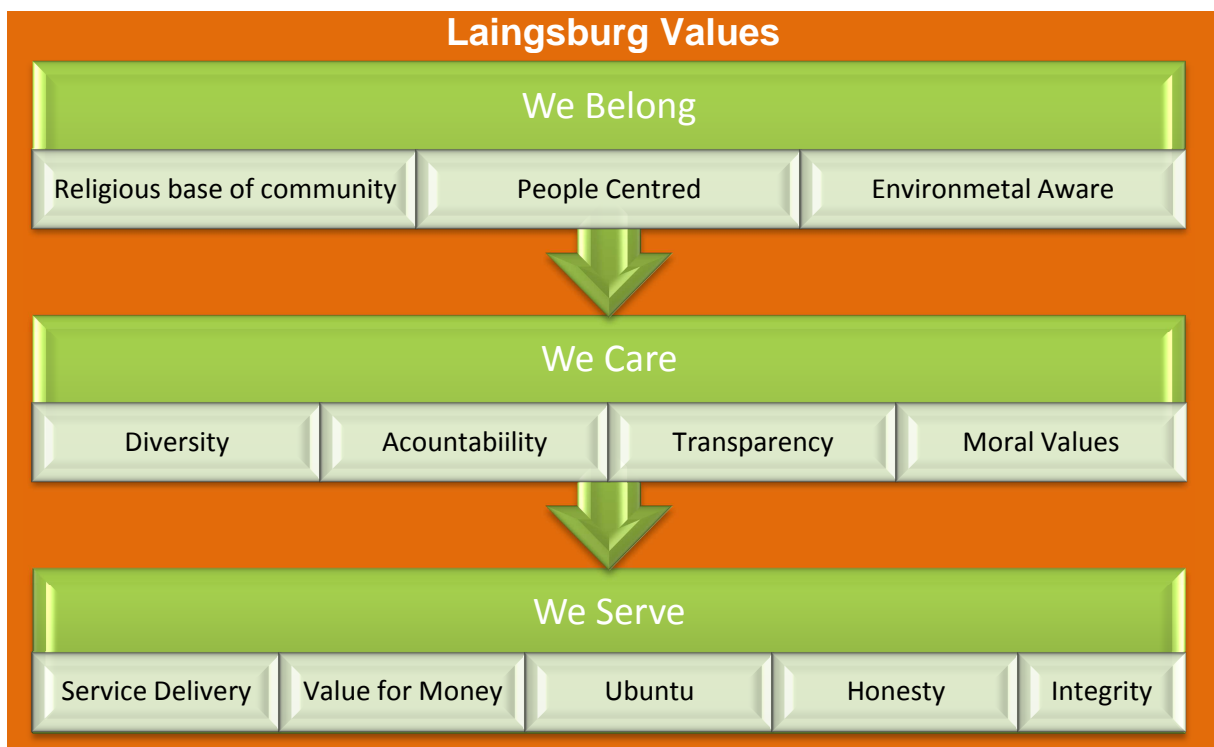 Laingsburg Values
We Belong
Religious base of community
People Centred
Environmetal Aware
We Care
Diversity
Acountabiility
Transparency
Moral Values
We Serve
Service Delivery
Value for Money
Ubuntu
Honesty
Integrity